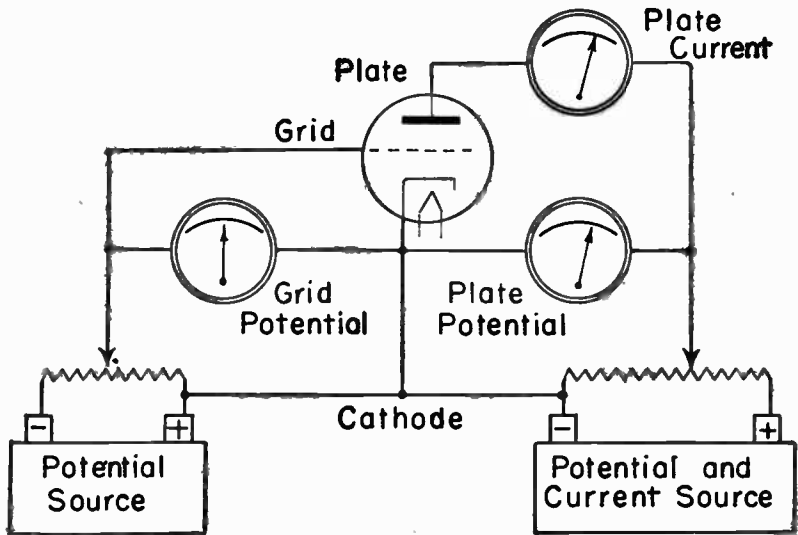 Plate
Current
Plate
Grid
Grid
Potential
Plate
Potential
Cathode
- +
Potential
Source
- +
Potential and
Current Source